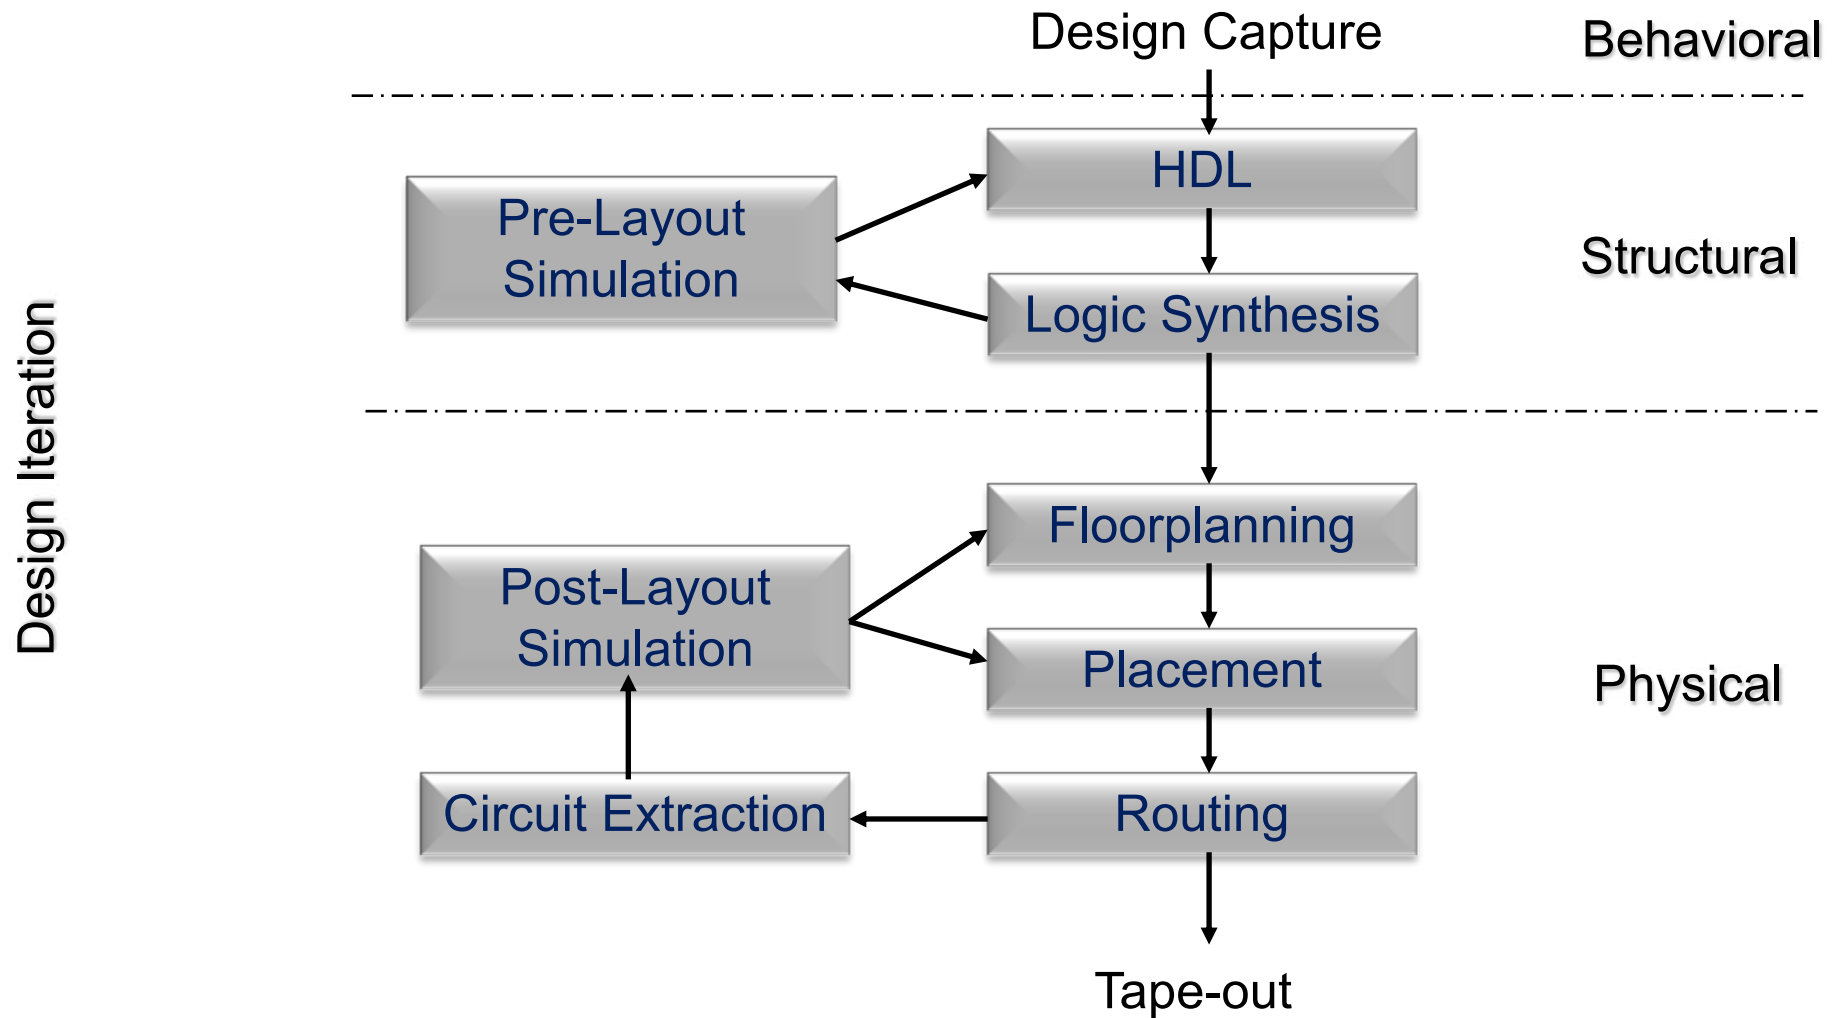 Design Capture
Behavioral
HDL
Pre-Layout
Simulation
Structural
Logic Synthesis
Design Iteration
Floorplanning
Post-Layout
Simulation
Placement
Physical
Circuit Extraction
Routing
Tape-out